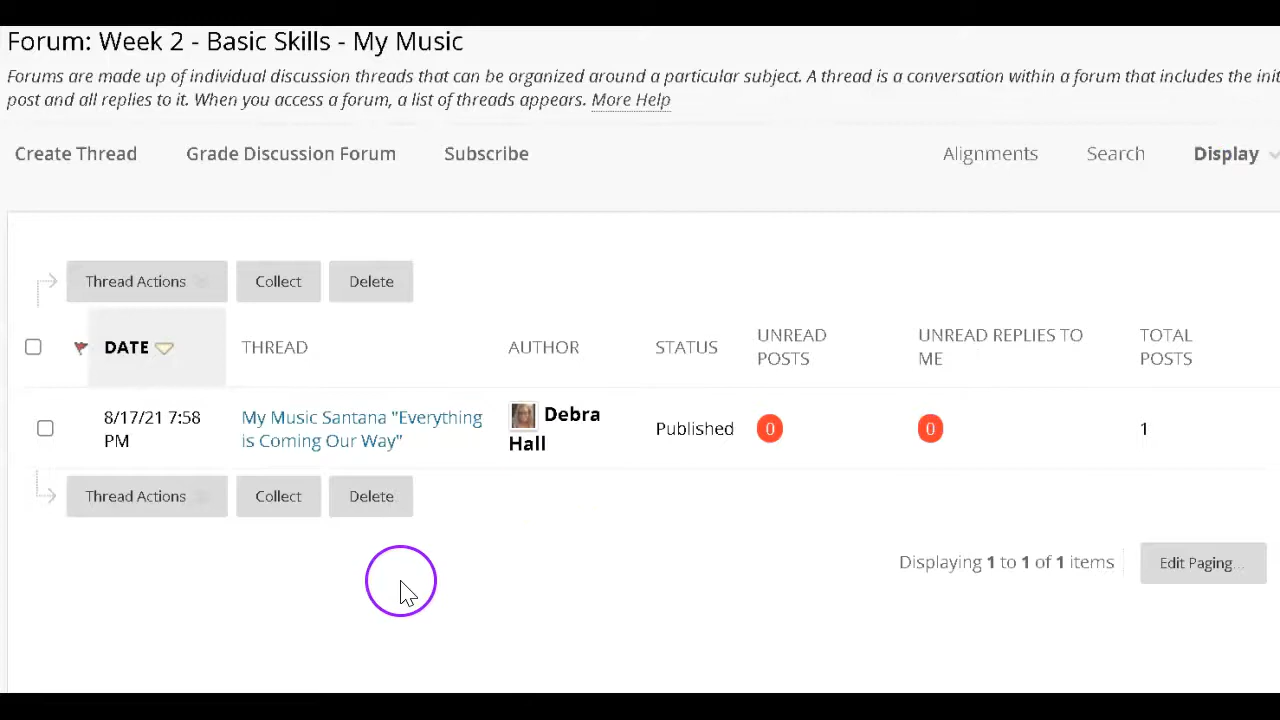 Forum: Week 2 - Basic Skills - My Music
Forums are made up of individual discussion threads that can be organized around a particular subject. A thread is a conversation within a forum that includes the
post and all replies to it. When you access a forum, a list of threads appears. More Help
Create Thread Grade Discussion Forum Subscribe Alignments Search Display
Thread Actions Collect Delete
DATE THREAD AUTHOR STATUS UNREAD POSTS UNREAD REPLIES TO ME TOTAL POSTS
8/17/21 7:58 PM My Music Santana "Everything is Coming Our Way" Debra Hall Published 0 0 1
Thread Actions Collect Delete
Displaying 1 to 1 of 1 items Edit Paging...